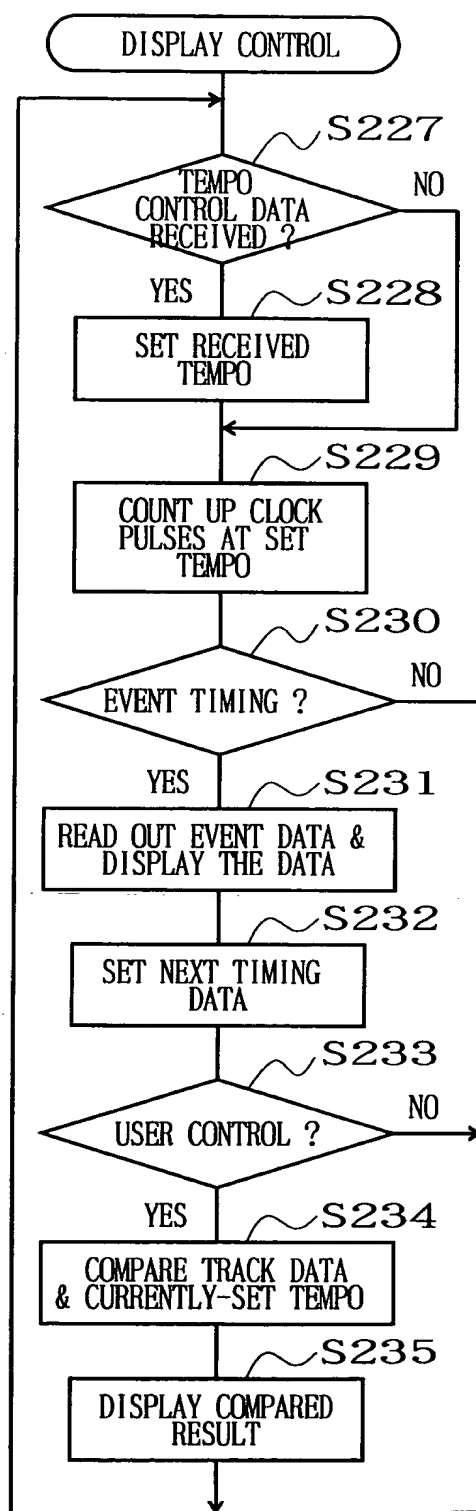 DISPLAY CONTROL
S227
TEMPO
CONTROL DATA
RECEIVED ?
NO
YES
S228
SET RECEIVED
TEMPO
S229
COUNT UP CLOCK
PULSES AT SET
TEMPO
S230
EVENT TIMING ?
NO
YES
S231
READ OUT EVENT DATA &
DISPLAY THE DATA
S232
SET NEXT TIMING
DATA
S233
USER CONTROL ?
NO
YES
S234
COMPARE TRACK DATA
& CURRENTLY-SET TEMPO
S235
DISPLAY COMPARED
RESULT